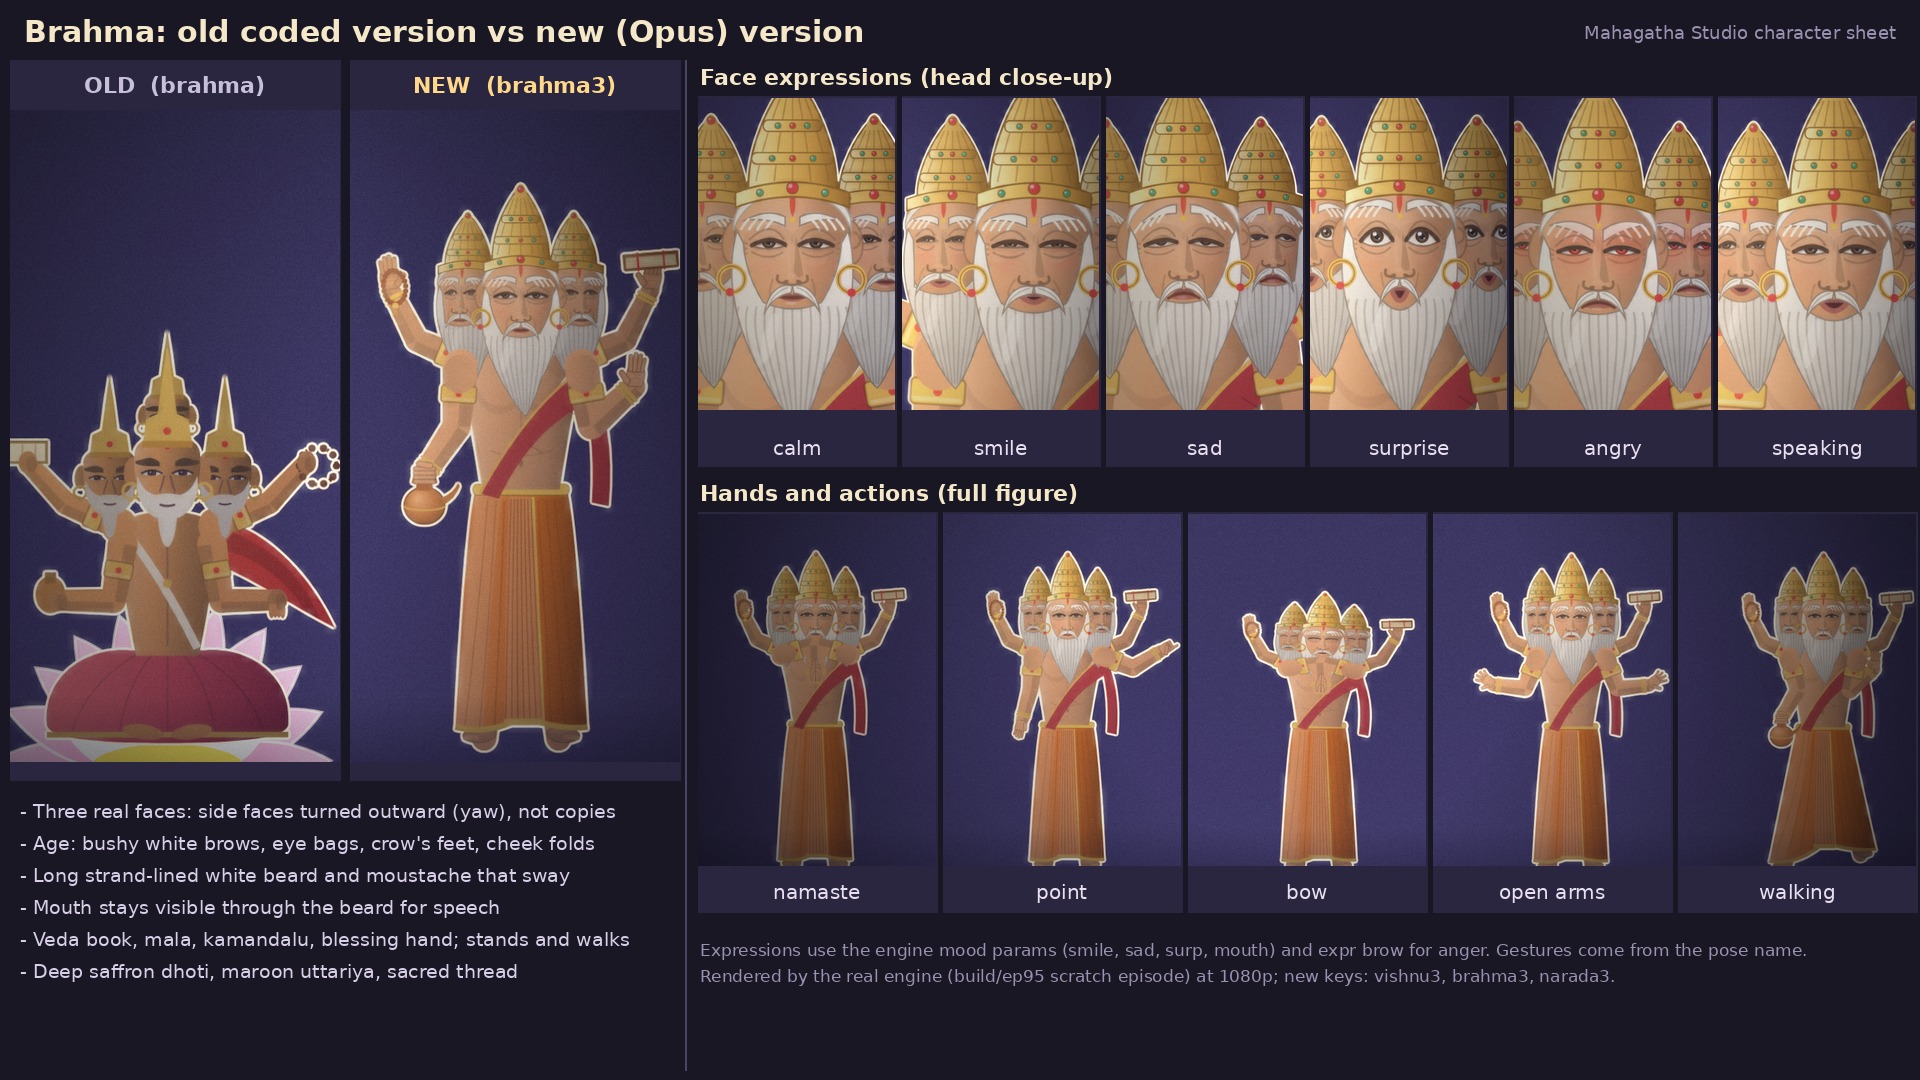 Brahma: old coded version vs new (Opus) version
Mahagatha Studio character sheet
OLD (brahma)
NEW (brahma3)
- Three real faces: side faces turned outward (yaw), not copies
- Age: bushy white brows, eye bags, crow's feet, cheek folds
- Long strand-lined white beard and moustache that sway
- Mouth stays visible through the beard for speech
- Veda book, mala, kamandalu, blessing hand; stands and walks
- Deep saffron dhoti, maroon uttariya, sacred thread
Face expressions (head close-up)
calm
smile
sad
surprise
angry
speaking
Hands and actions (full figure)
namaste
point
bow
open arms
walking
Expressions use the engine mood params (smile, sad, surp, mouth) and expr brow for anger. Gestures come from the pose name.
Rendered by the real engine (build/ep95 scratch episode) at 1080p; new keys: vishnu3, brahma3, narada3.